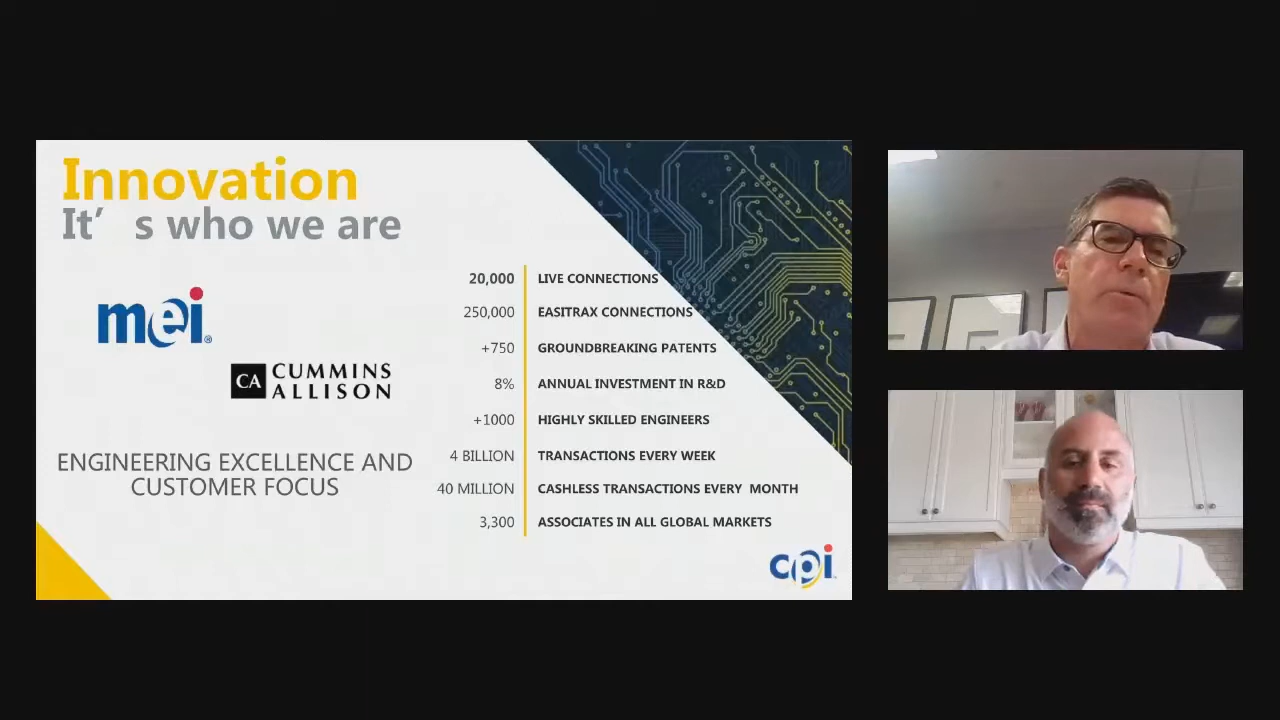 Innovation
It’ s who we are
mei®
CA CUMMINS
ALLISON
ENGINEERING EXCELLENCE AND
CUSTOMER FOCUS
20,000 LIVE CONNECTIONS
250,000 EASITRAX CONNECTIONS
+750 GROUNDBREAKING PATENTS
8% ANNUAL INVESTMENT IN R&D
+1000 HIGHLY SKILLED ENGINEERS
4 BILLION TRANSACTIONS EVERY WEEK
40 MILLION CASHLESS TRANSACTIONS EVERY MONTH
3,300 ASSOCIATES IN ALL GLOBAL MARKETS
cpi